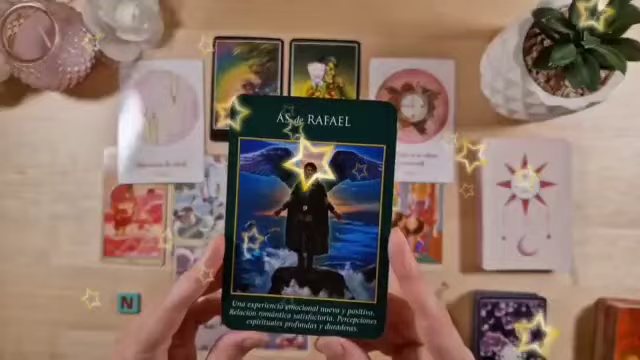 AS de RAFAEL
Una experiencia emocional nueva y positiva.
Relación romántica satisfactoria. Percepciones
espirituales profundas y duraderas.
N